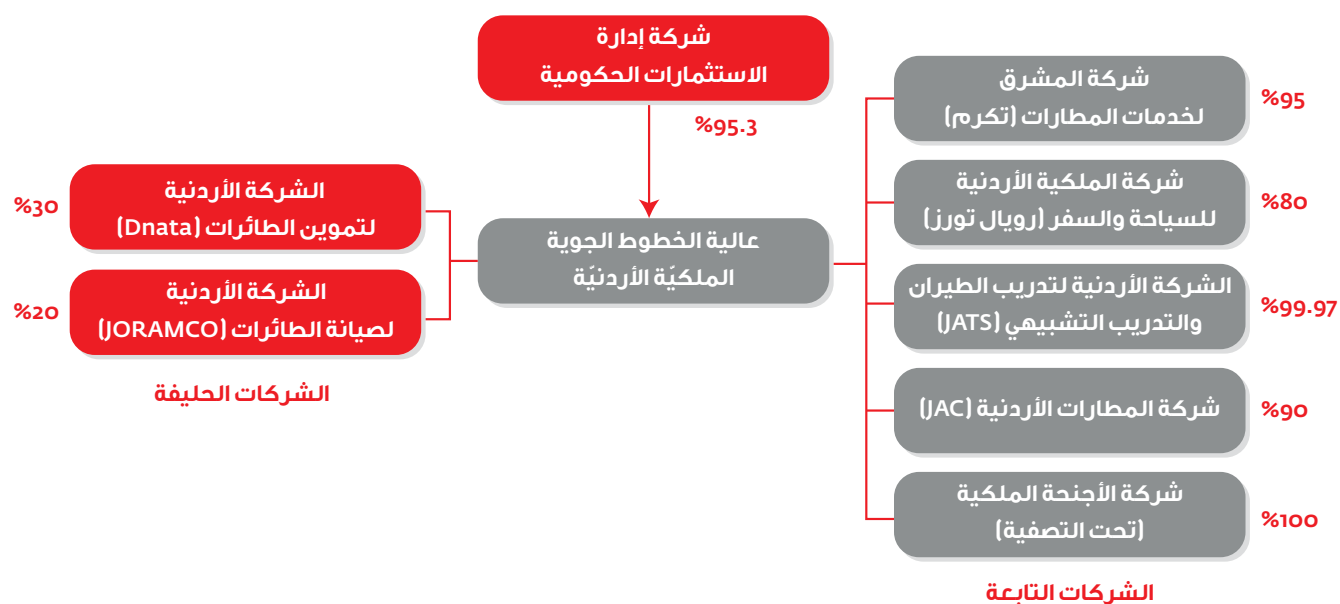 شركة إدارة
الاستثمارات الحكومية
%95.3
عالية الخطوط الجوية
الملكيّة الأردنيّة
شركة المشرق
لخدمات المطارات (تكرم)
%95
شركة الملكية الأردنية
للسياحة والسفر (رويال تورز)
%80
الشركة الأردنية لتدريب الطيران
والتدريب التشبيهي (JATS)
%99.97
شركة المطارات الأردنية (JAC)
%90
شركة الأجنحة الملكية
(تحت التصفية)
%100
الشركات التابعة
الشركة الأردنية
لتموين الطائرات (Dnata)
%30
الشركة الأردنية
لصيانة الطائرات (JORAMCO)
%20
الشركات الحليفة